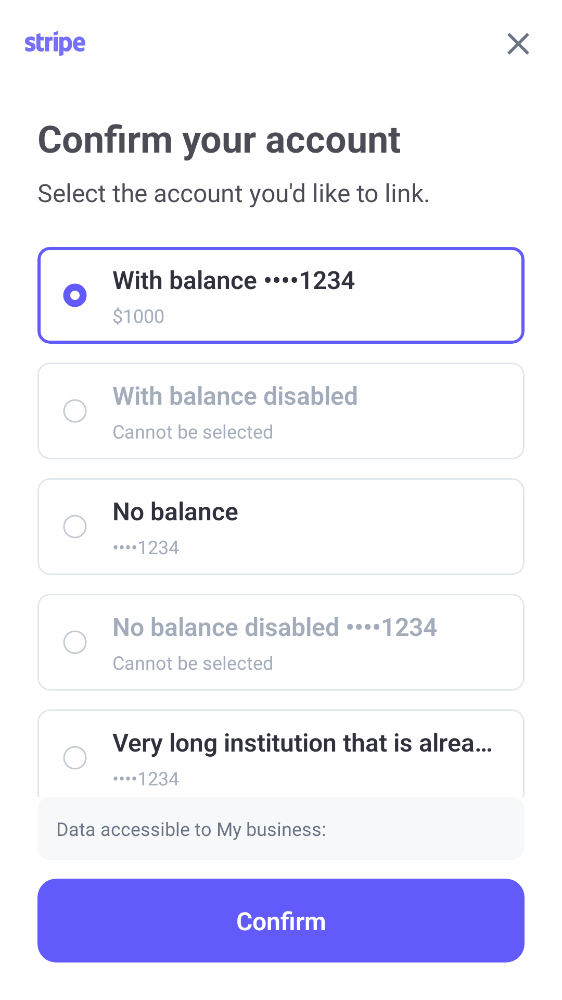 stripe
Confirm your account
Select the account you'd like to link.
With balance ••••1234
$1000
With balance disabled
Cannot be selected
No balance
••••1234
No balance disabled ••••1234
Cannot be selected
Very long institution that is alrea...
••••1234
Data accessible to My business:
Confirm